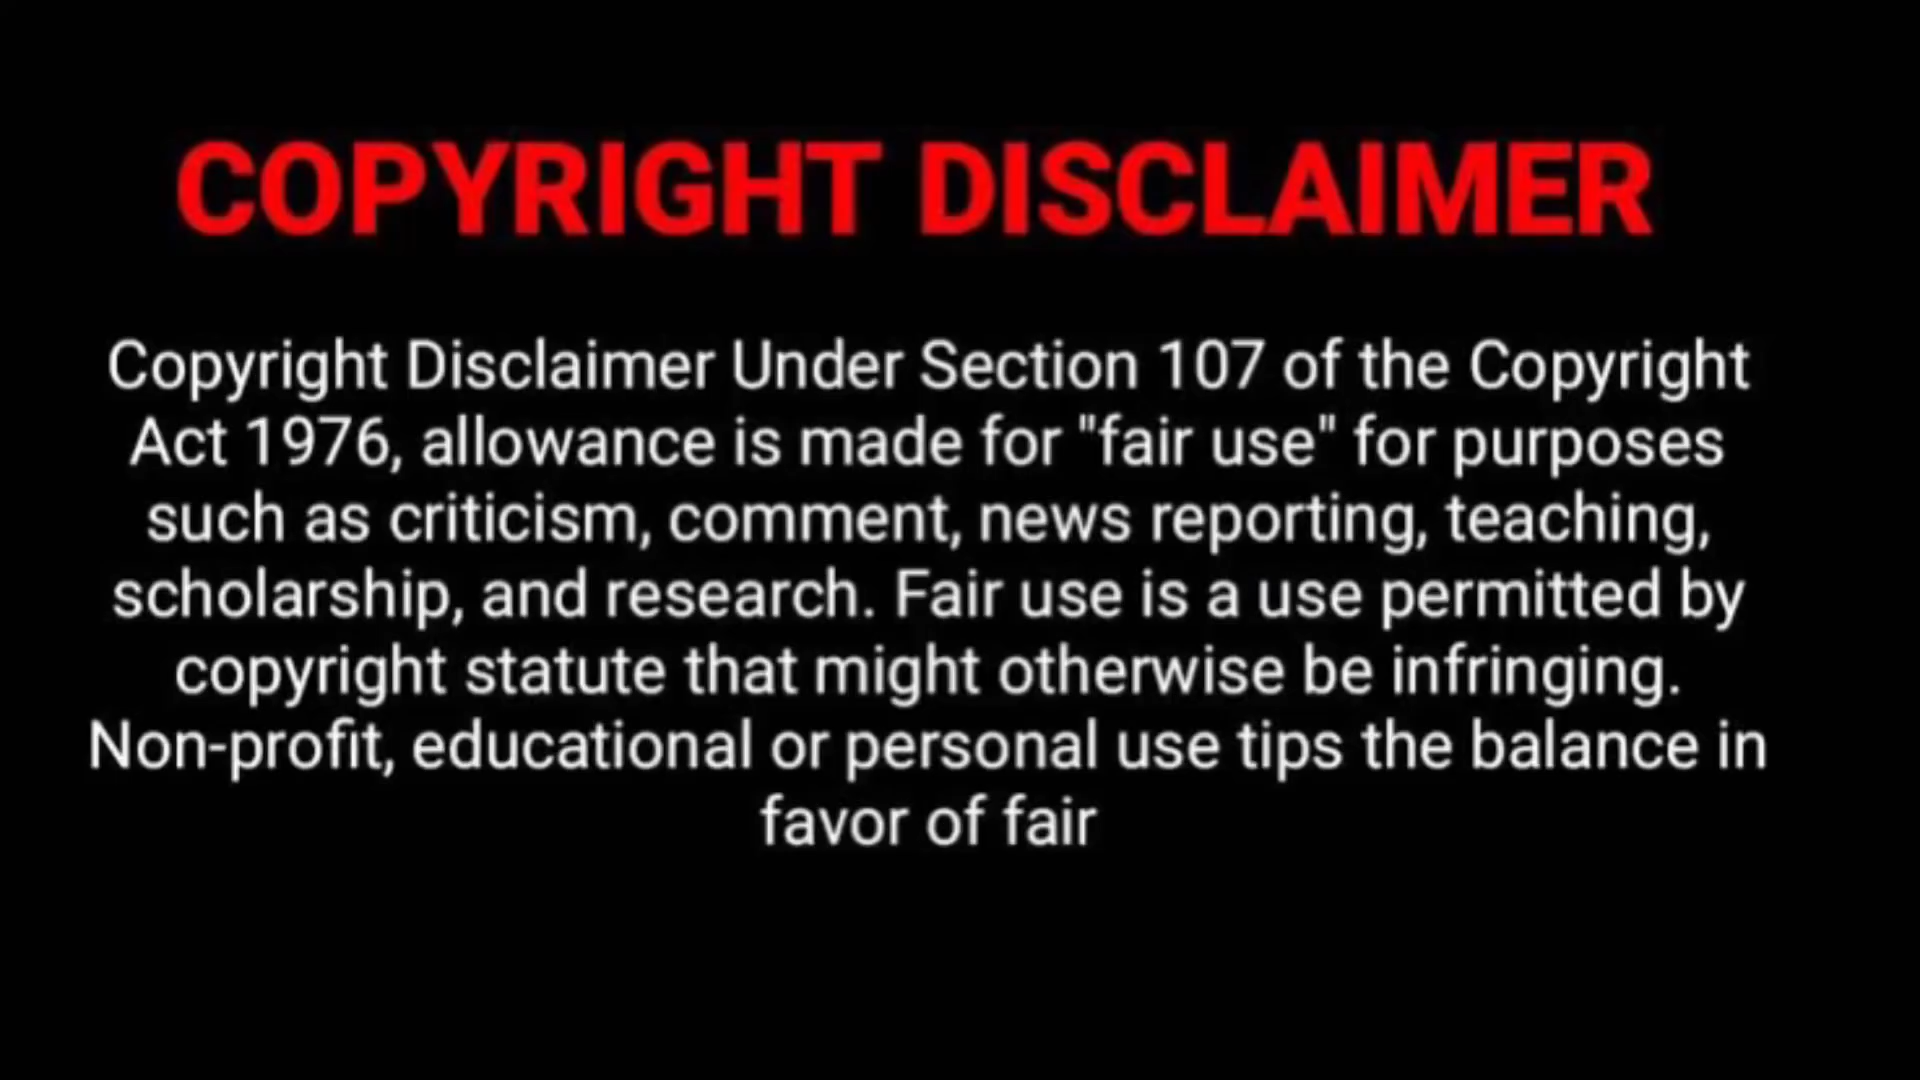 COPYRIGHT DISCLAIMER
Copyright Disclaimer Under Section 107 of the Copyright
Act 1976, allowance is made for "fair use" for purposes
such as criticism, comment, news reporting, teaching,
scholarship, and research. Fair use is a use permitted by
copyright statute that might otherwise be infringing.
Non-profit, educational or personal use tips the balance in
favor of fair